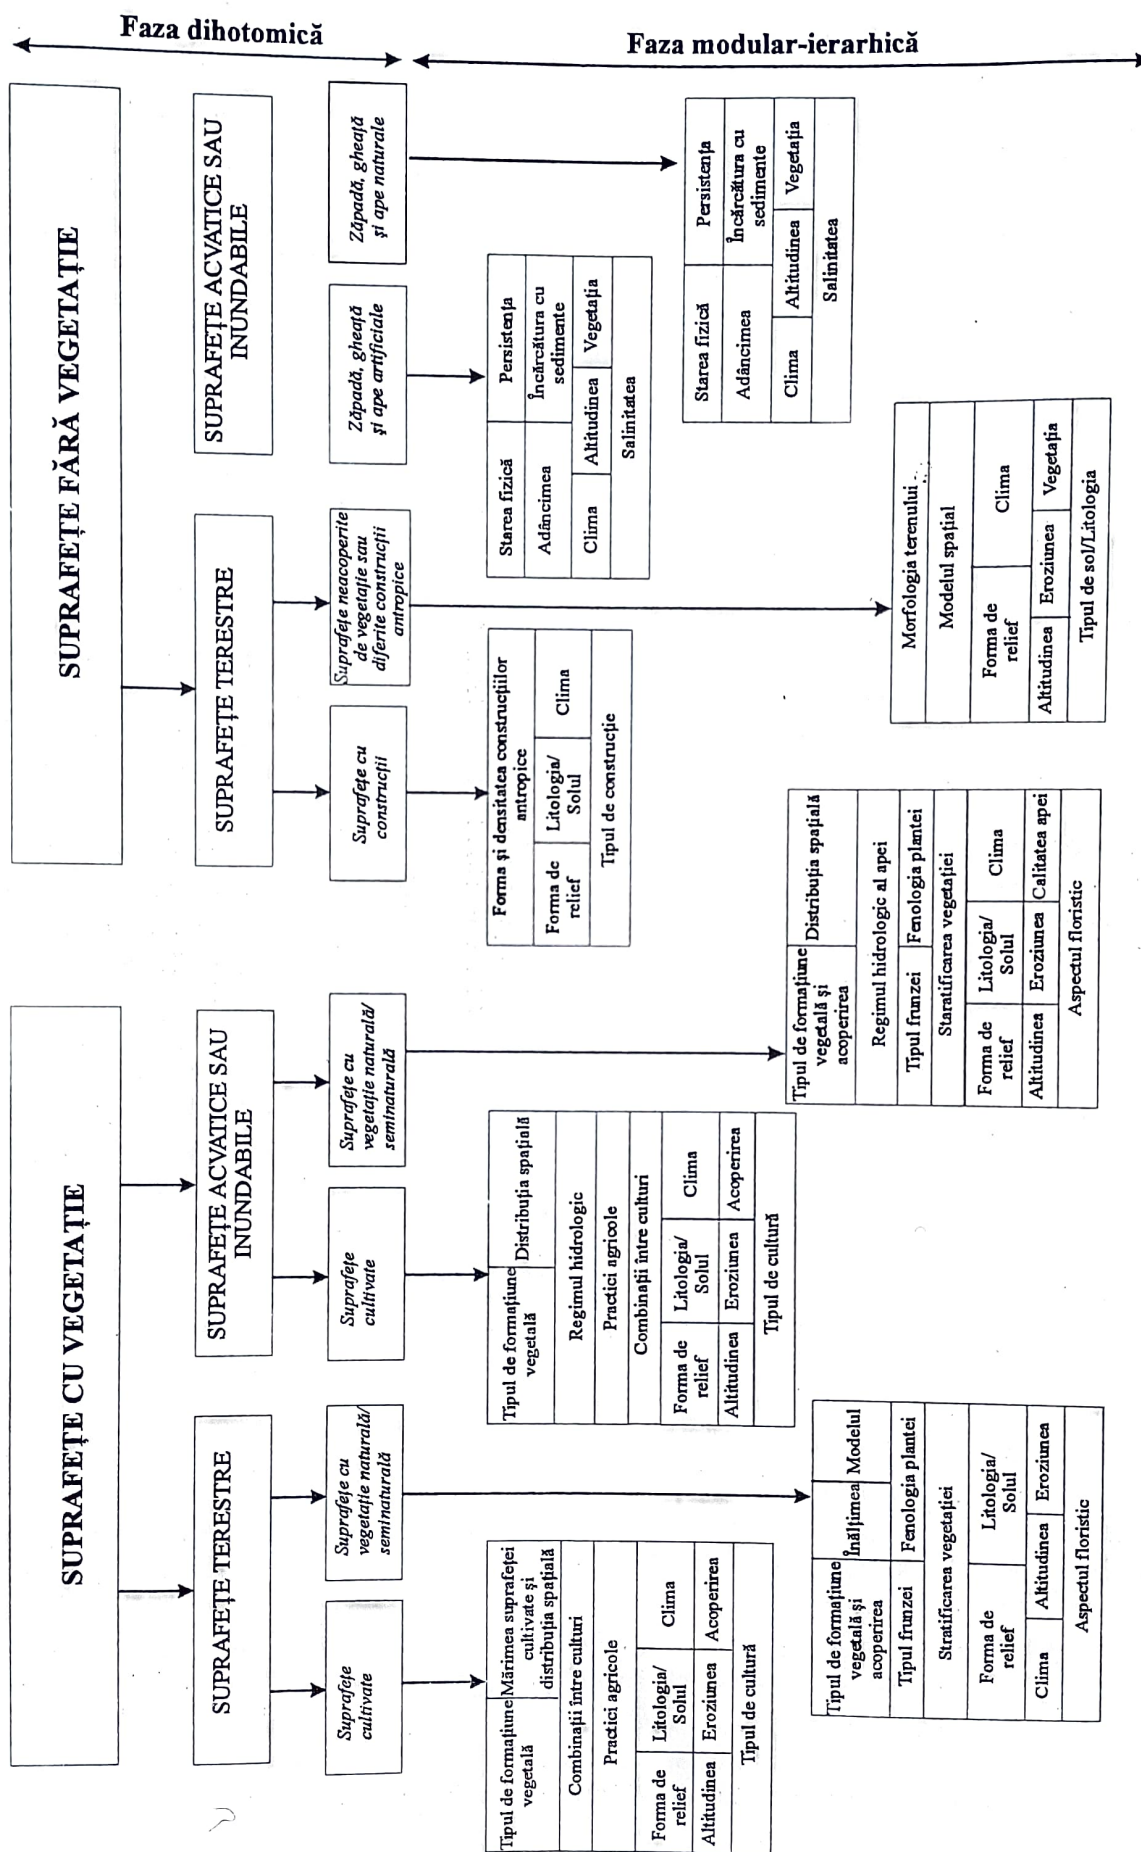 Faza dihotomică
Faza modular-ierarhică
SUPRAFEȚE CU VEGETAȚIE
SUPRAFEȚE FĂRĂ VEGETAȚIE
SUPRAFEȚE TERESTRE
SUPRAFEȚE ACVATICE SAU
INUNDABILE
SUPRAFEȚE TERESTRE
SUPRAFEȚE ACVATICE SAU
INUNDABILE
Suprafețe
cultivate
Suprafețe cu
vegetație naturală/
seminaturală
Suprafețe
cultivate
Suprafețe cu
vegetație naturală/
seminaturală
Suprafețe cu
construcții
Suprafețe neacoperite
de vegetație sau
diferite construcții
antropice
Zăpadă, gheață
și ape artificiale
Zăpadă, gheață
și ape naturale
Tipul de formațiune
vegetală
Mărimea suprafeței
cultivate și
distribuția spațială
Combinații între culturi
Practici agricole
Forma de
relief
Litologia/
Solul
Clima
Altitudinea
Eroziunea
Acoperirea
Tipul de cultură
Tipul de formațiune
vegetală și
acoperirea
Înălțimea
Modelul
Tipul frunzei
Fenologia plantei
Stratificarea vegetației
Forma de
relief
Litologia/
Solul
Clima
Altitudinea
Eroziunea
Aspectul floristic
Tipul de formațiune
vegetală
Distribuția spațială
Regimul hidrologic
Practici agricole
Combinații între culturi
Forma de
relief
Litologia/
Solul
Clima
Altitudinea
Eroziunea
Acoperirea
Tipul de cultură
Tipul de formațiune
vegetală și
acoperirea
Distribuția spațială
Regimul hidrologic al apei
Tipul frunzei
Fenologia plantei
Staratificarea vegetației
Forma de
relief
Litologia/
Solul
Clima
Altitudinea
Eroziunea
Calitatea apei
Aspectul floristic
Forma și densitatea construcțiilor
antropice
Forma de
relief
Litologia/
Solul
Clima
Tipul de construcție
Morfologia terenului
Modelul spațial
Forma de
relief
Clima
Altitudinea
Eroziunea
Vegetația
Tipul de sol/Litologia
Starea fizică
Persistența
Adâncimea
Încărcătura cu
sedimente
Clima
Altitudinea
Vegetația
Salinitatea
Starea fizică
Persistența
Adâncimea
Încărcătura cu
sedimente
Clima
Altitudinea
Vegetația
Salinitatea